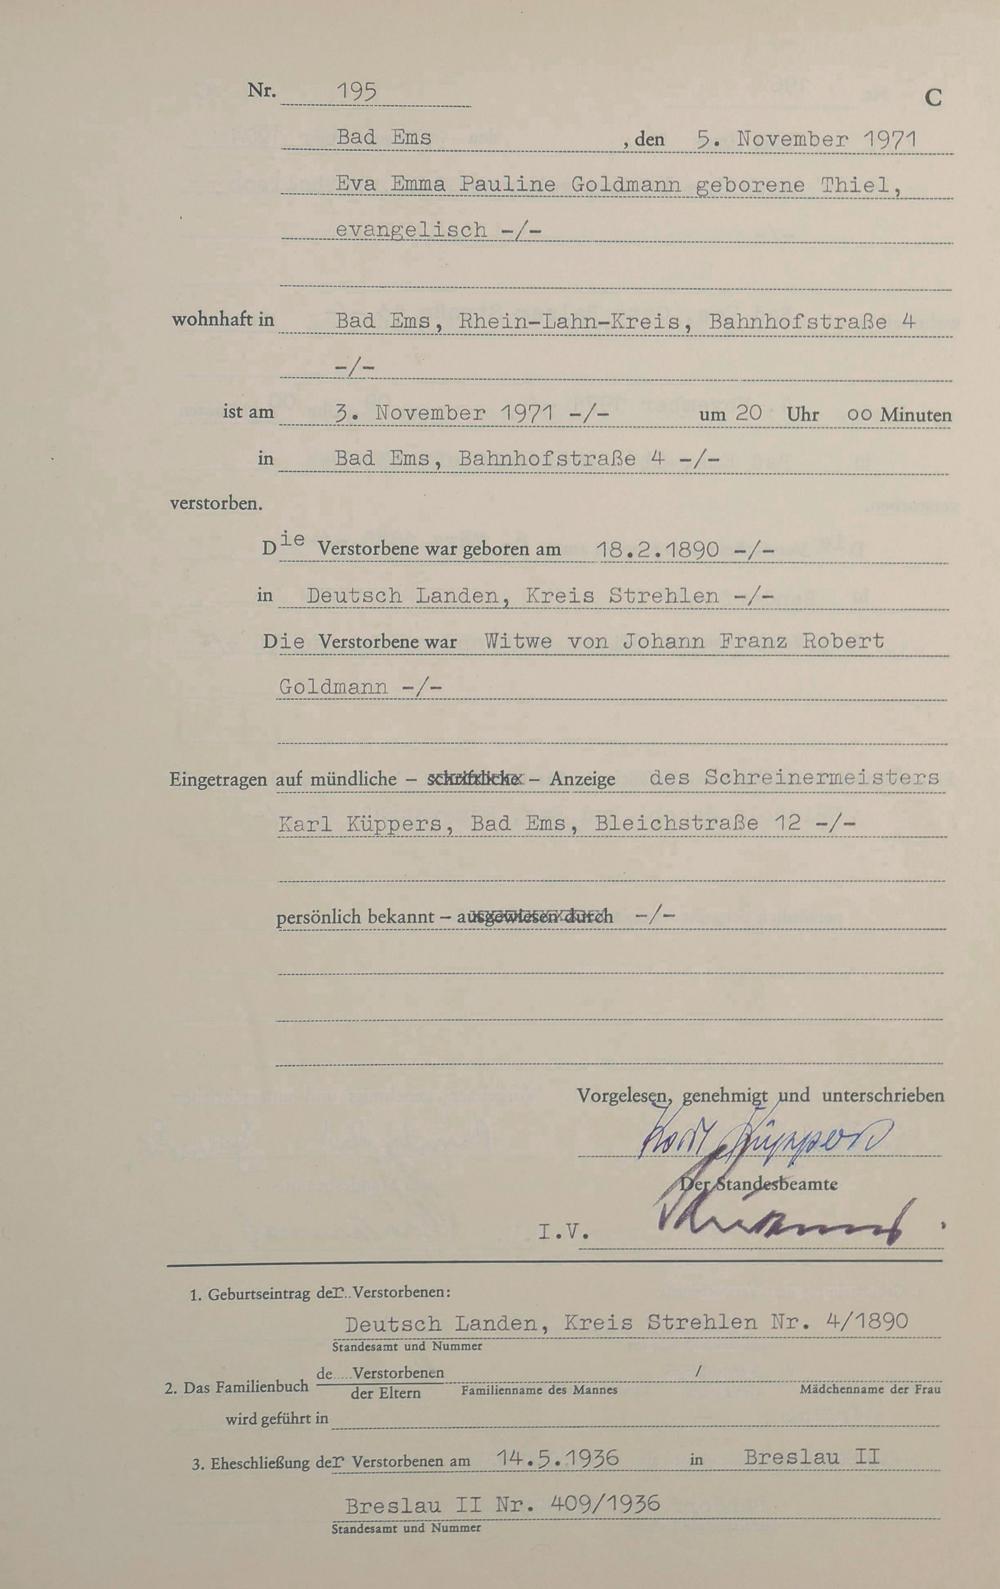 Nr. 195
C
Bad Ems , den 5. November 1971
Eva Emma Pauline Goldmann geborene Thiel,
evangelisch -/-
wohnhaft in Bad Ems, Rhein-Lahn-Kreis, Bahnhofstraße 4
-/-
ist am 3. November 1971 -/- um 20 Uhr oo Minuten
in Bad Ems, Bahnhofstraße 4 -/-
verstorben.
Die Verstorbene war geboren am 18.2.1890 -/-
in Deutsch Landen, Kreis Strehlen -/-
Die Verstorbene war Witwe von Johann Franz Robert
Goldmann -/-
Eingetragen auf mündliche – schriftliche – Anzeige des Schreinermeisters
Karl Küppers, Bad Ems, Bleichstraße 12 -/-
persönlich bekannt – ausgewiesen durch -/-
Vorgelesen, genehmigt und unterschrieben
Karl Küppers
Der Standesbeamte
I.V.
1. Geburtseintrag der Verstorbenen:
Deutsch Landen, Kreis Strehlen Nr. 4/1890
Standesamt und Nummer
de.... Verstorbenen /
2. Das Familienbuch der Eltern Familienname des Mannes Mädchenname der Frau
wird geführt in
3. Eheschließung der Verstorbenen am 14.5.1936 in Breslau II
Breslau II Nr. 409/1936
Standesamt und Nummer